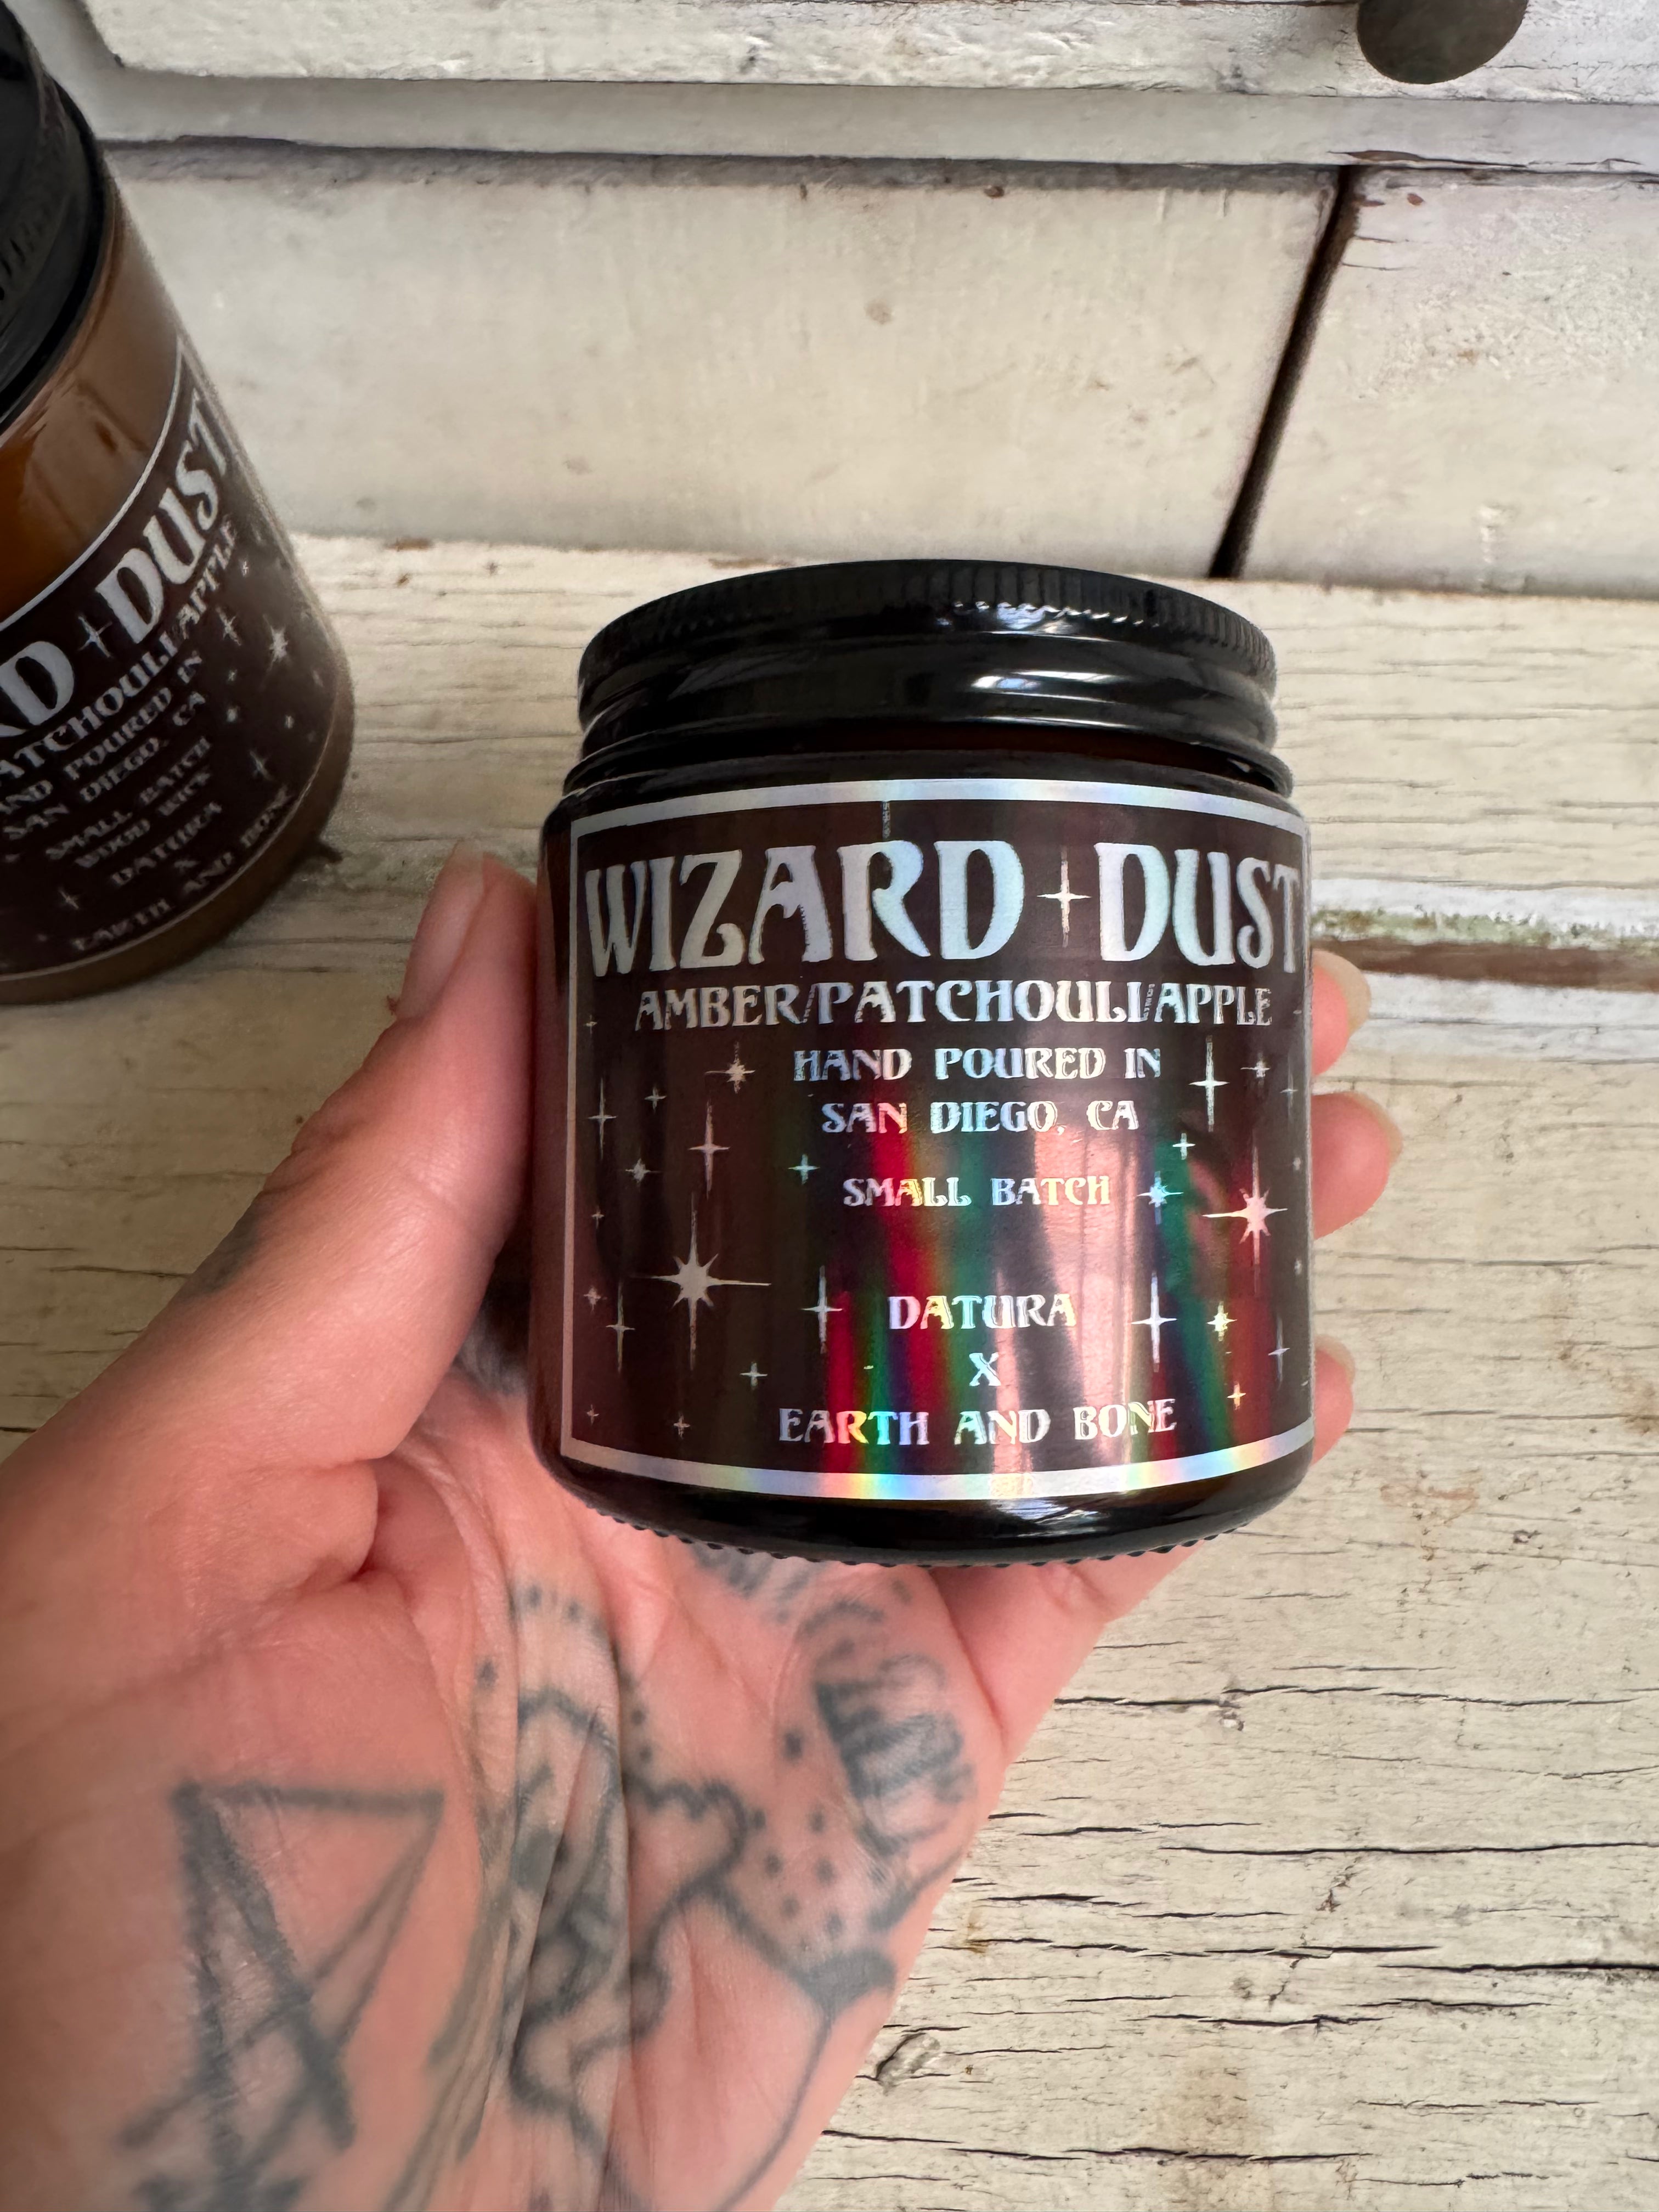 WIZARD DUST
AMBER/PATCHOULI/APPLE
HAND POURED IN
SAN DIEGO, CA
SMALL BATCH
DATURA
X
EARTH AND BONE
DUST
PATCHOULI/APPLE
HAND POURED IN
SAN DIEGO, CA
SMALL BATCH
WOOD WICK
DATURA
X
EARTH AND BONE